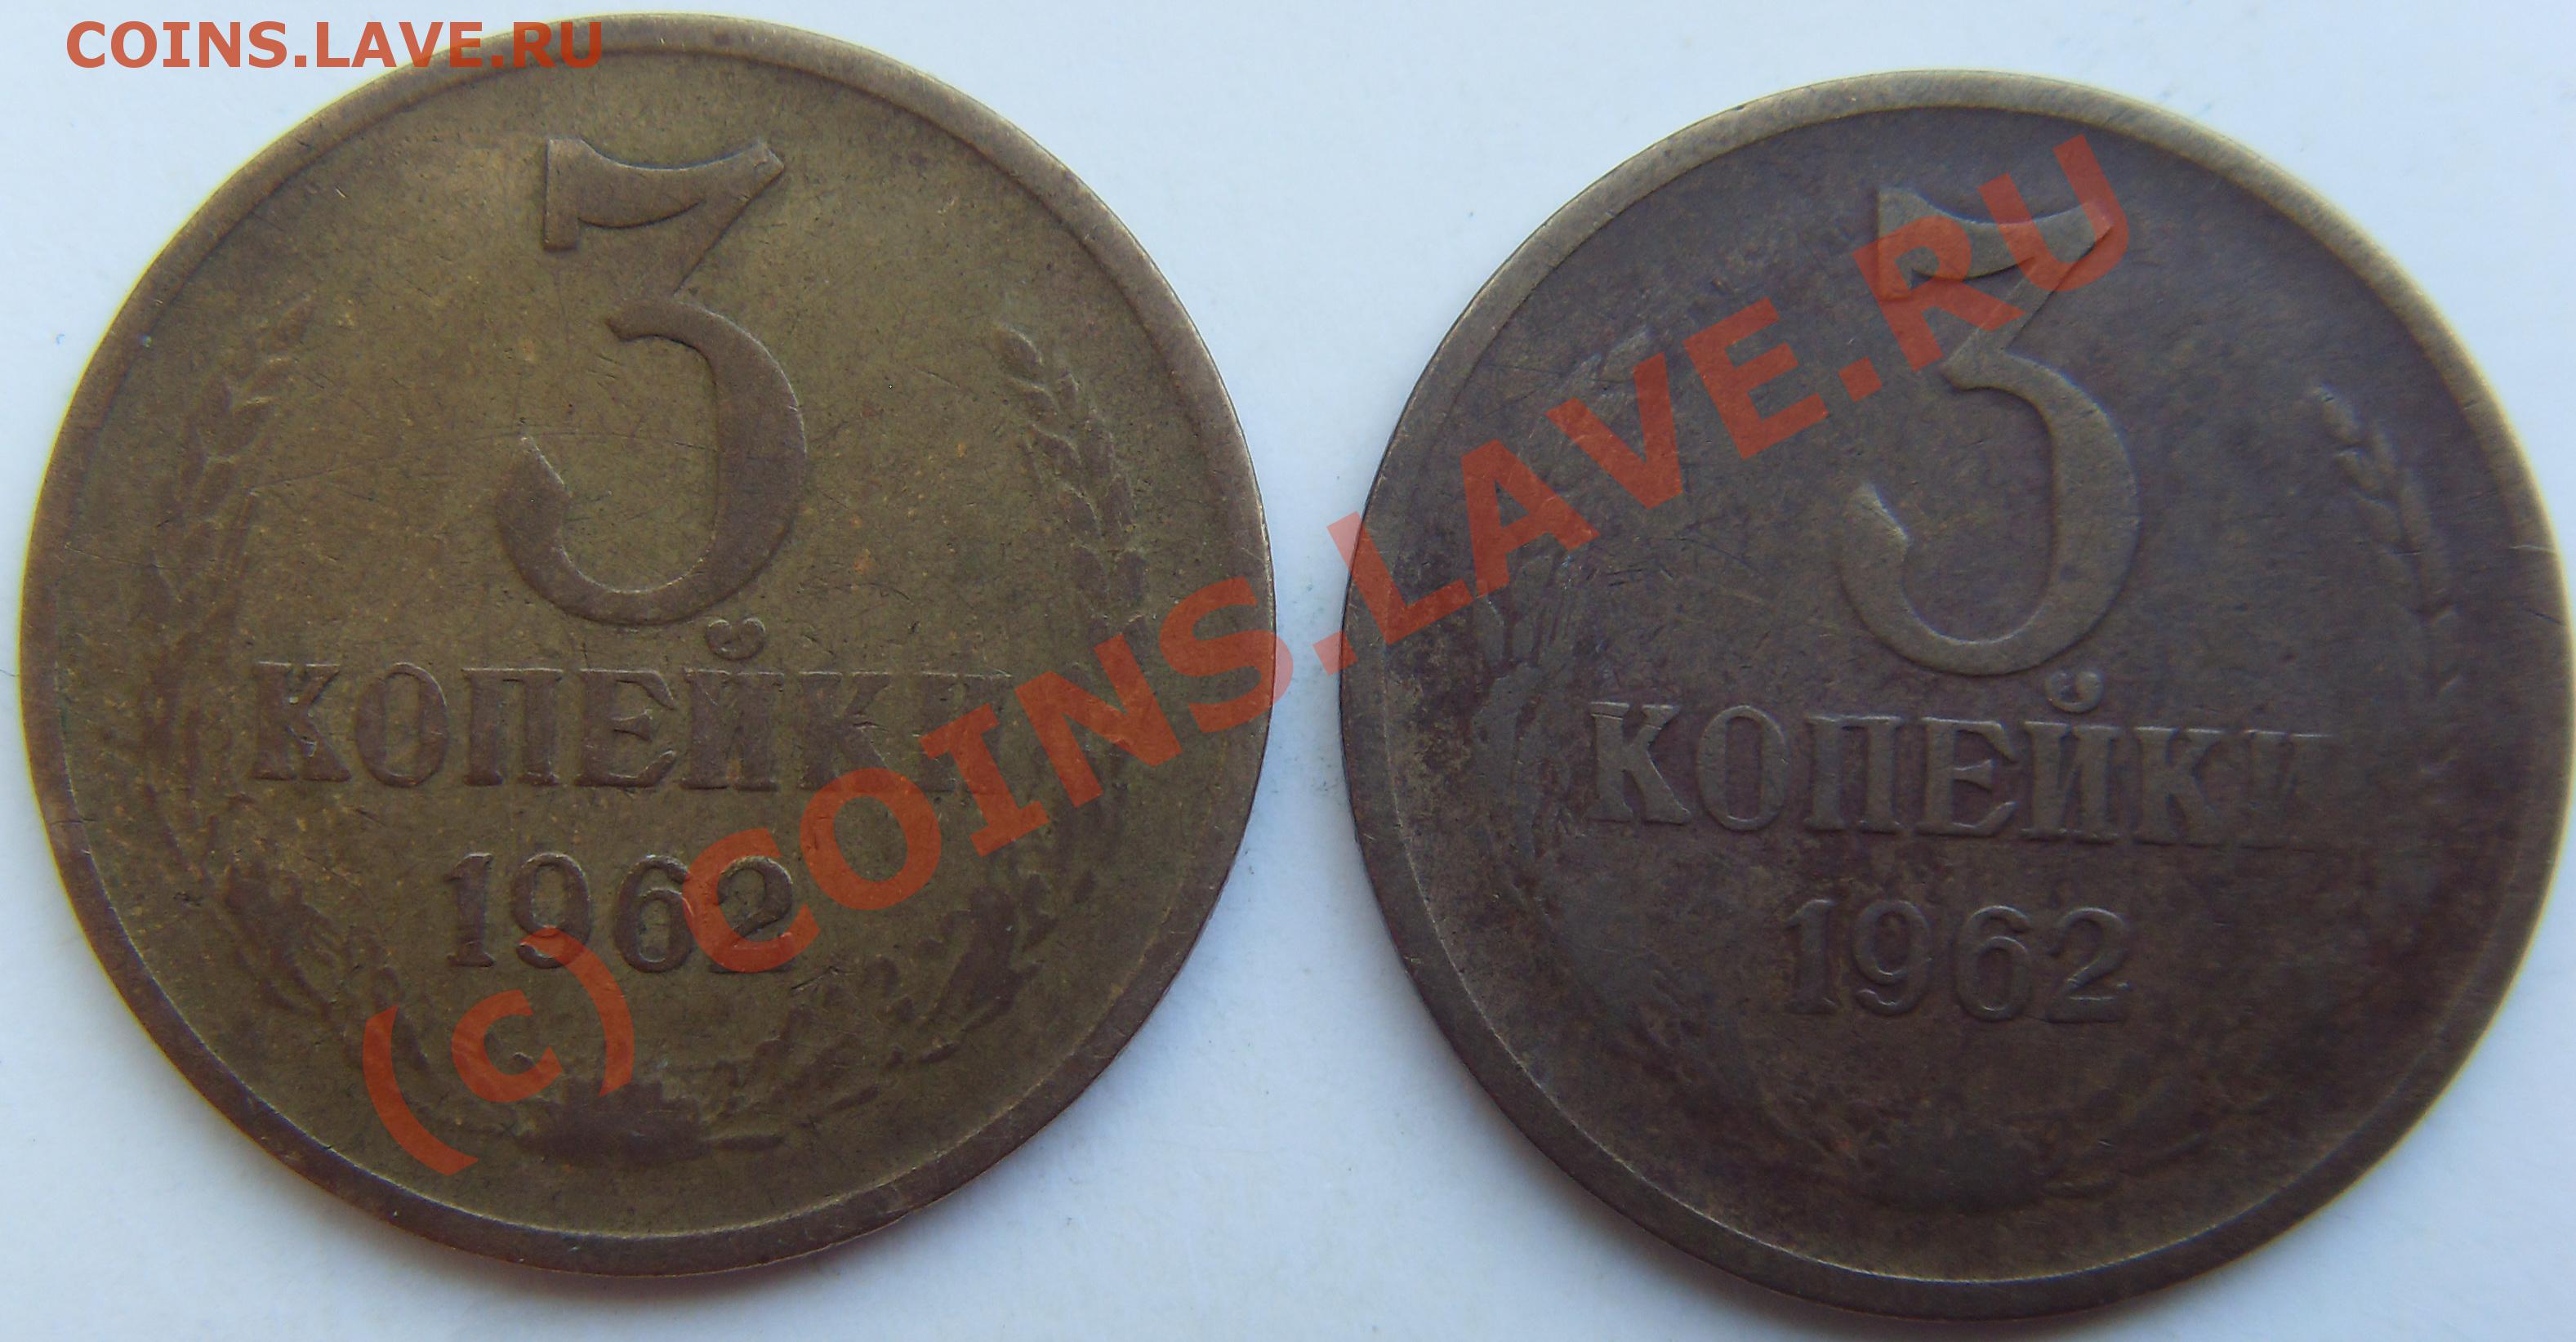 COINS.LAVE.RU
3
КОПЕЙКИ
1962
3
КОПЕЙКИ
1962
(c) COINS.LAVE.RU